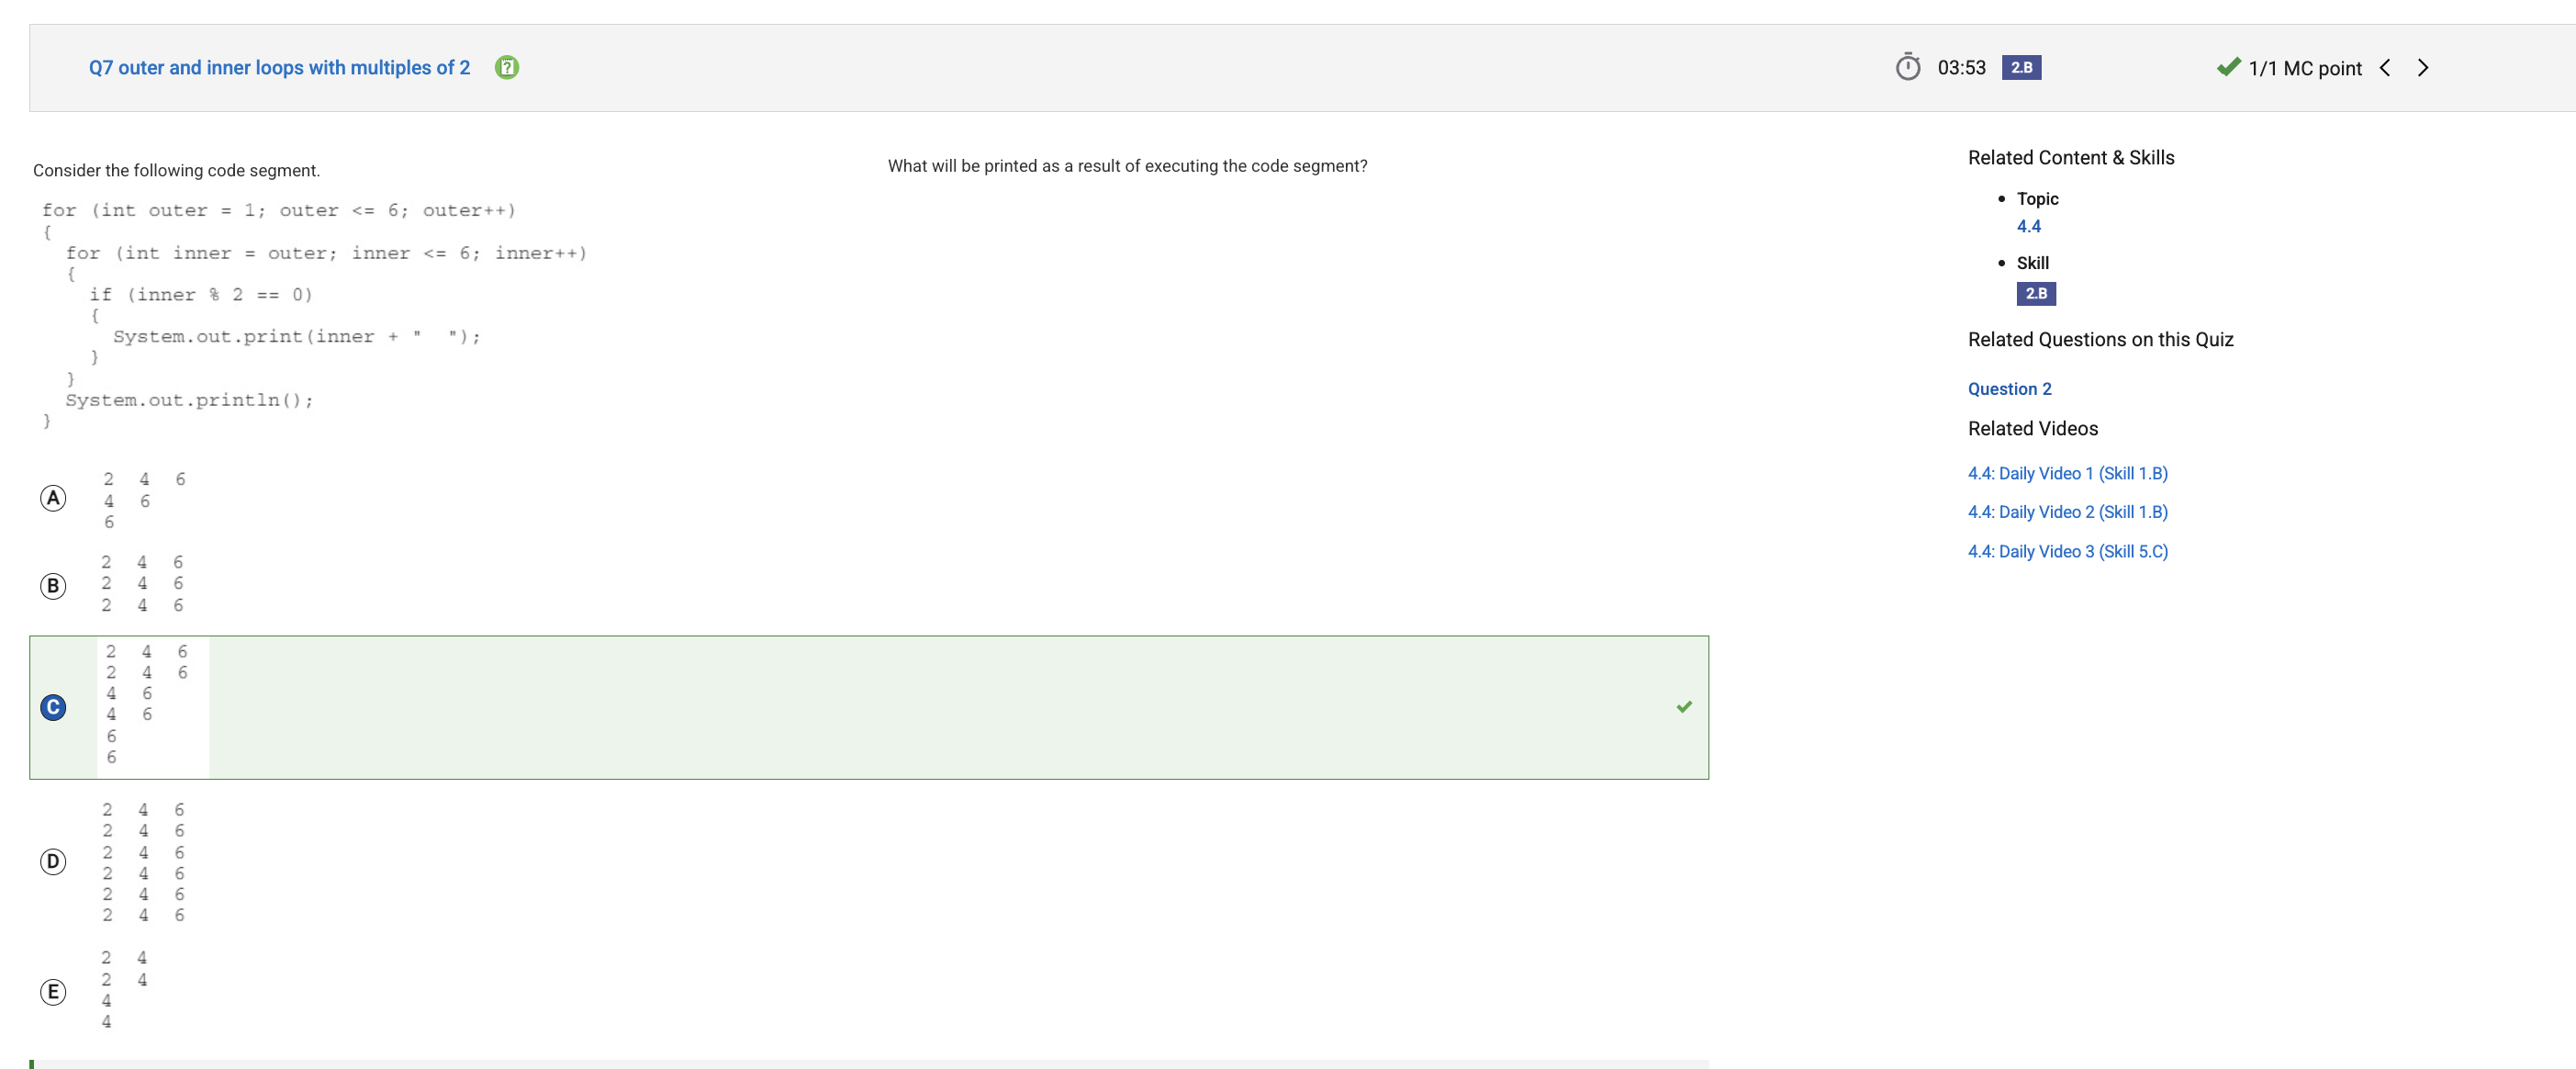 Q7 outer and inner loops with multiples of 2
03:53 2.B
1/1 MC point
Consider the following code segment.
for (int outer = 1; outer <= 6; outer++)
{
  for (int inner = outer; inner <= 6; inner++)
  {
    if (inner % 2 == 0)
    {
      System.out.print(inner + "  ");
    }
  }
  System.out.println();
}
What will be printed as a result of executing the code segment?
A
2 4 6
4 6
6
B
2 4 6
2 4 6
2 4 6
C
2 4 6
2 4 6
4 6
4 6
6
6
D
2 4 6
2 4 6
2 4 6
2 4 6
2 4 6
2 4 6
E
2 4
2 4
4
4
Related Content & Skills
• Topic
4.4
• Skill
2.B
Related Questions on this Quiz
Question 2
Related Videos
4.4: Daily Video 1 (Skill 1.B)
4.4: Daily Video 2 (Skill 1.B)
4.4: Daily Video 3 (Skill 5.C)